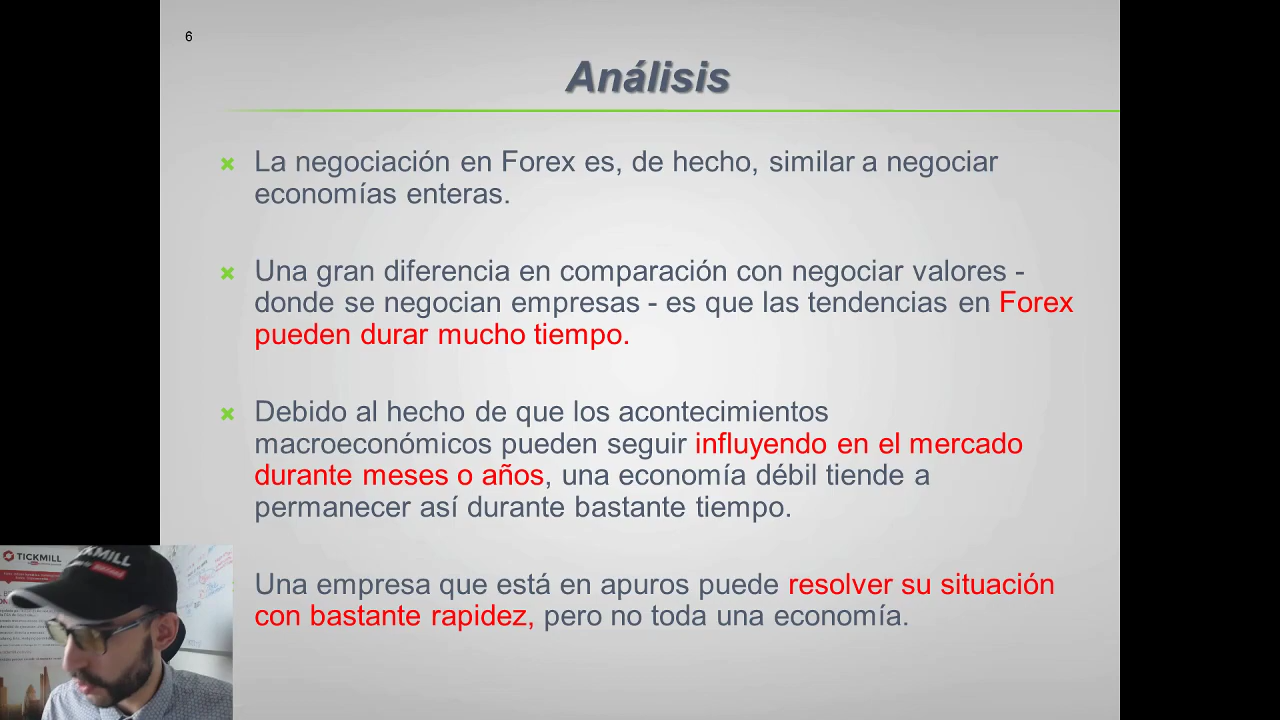 6
Análisis
La negociación en Forex es, de hecho, similar a negociar
economías enteras.
Una gran diferencia en comparación con negociar valores -
donde se negocian empresas - es que las tendencias en Forex
pueden durar mucho tiempo.
Debido al hecho de que los acontecimientos
macroeconómicos pueden seguir influyendo en el mercado
durante meses o años, una economía débil tiende a
permanecer así durante bastante tiempo.
Una empresa que está en apuros puede resolver su situación
con bastante rapidez, pero no toda una economía.
TICKMILL
TICKMILL